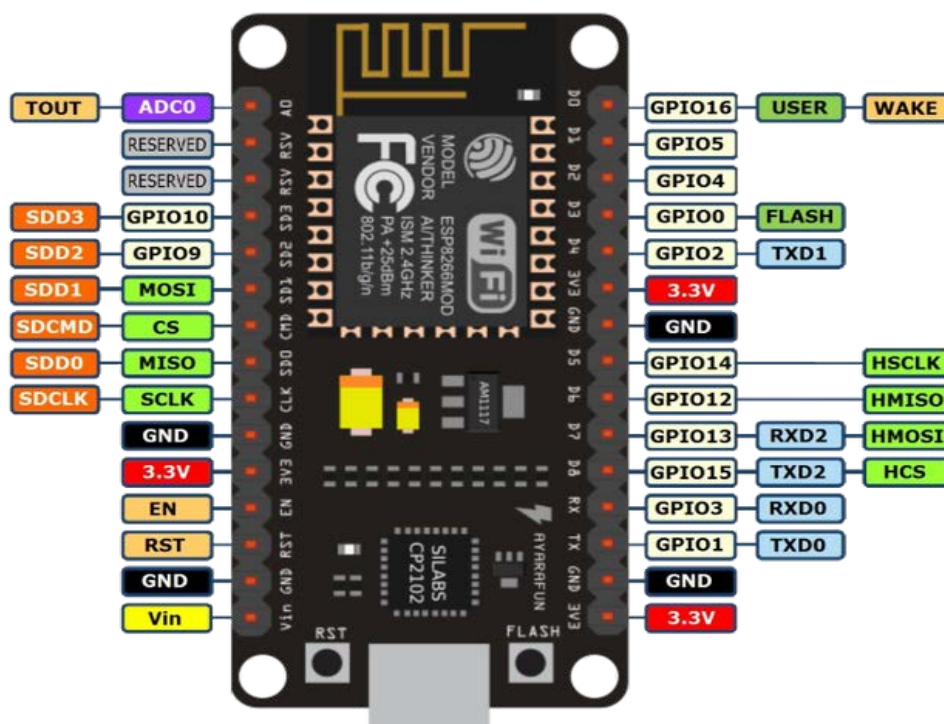 TOUT ADC0 A0 D0 GPIO16 USER WAKE
RESERVED RSV D1 GPIO5
RESERVED RSV D2 GPIO4
SDD3 GPIO10 SD3 D3 GPIO0 FLASH
SDD2 GPIO9 SD2 D4 GPIO2 TXD1
SDD1 MOSI SD1 3V3 3.3V
SDCMD CS CMD GND GND
SDD0 MISO SD0 D5 GPIO14 HSCLK
SDCLK SCLK CLK D6 GPIO12 HMISO
GND GND D7 GPIO13 RXD2 HMOSI
3.3V 3V3 D8 GPIO15 TXD2 HCS
EN EN RX GPIO3 RXD0
RST RST TX GPIO1 TXD0
GND GND GND GND
Vin Vin 3V3 3.3V
MODEL ESP8266MOD
VENDOR AI/THINKER
ISM 2.4GHz
PA +25dBm
802.11b/g/n
FC
Wi Fi
AM1117
SILABS
CP2102
AYARAFUN
RST
FLASH